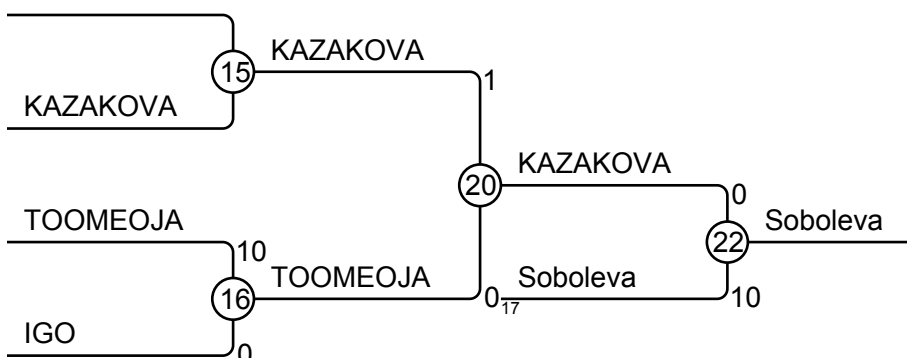 KAZAKOVA
15
1
KAZAKOVA
KAZAKOVA
20
0
TOOMEOJA
Soboleva
10
22
TOOMEOJA
0 17
Soboleva
16
10
IGO
0